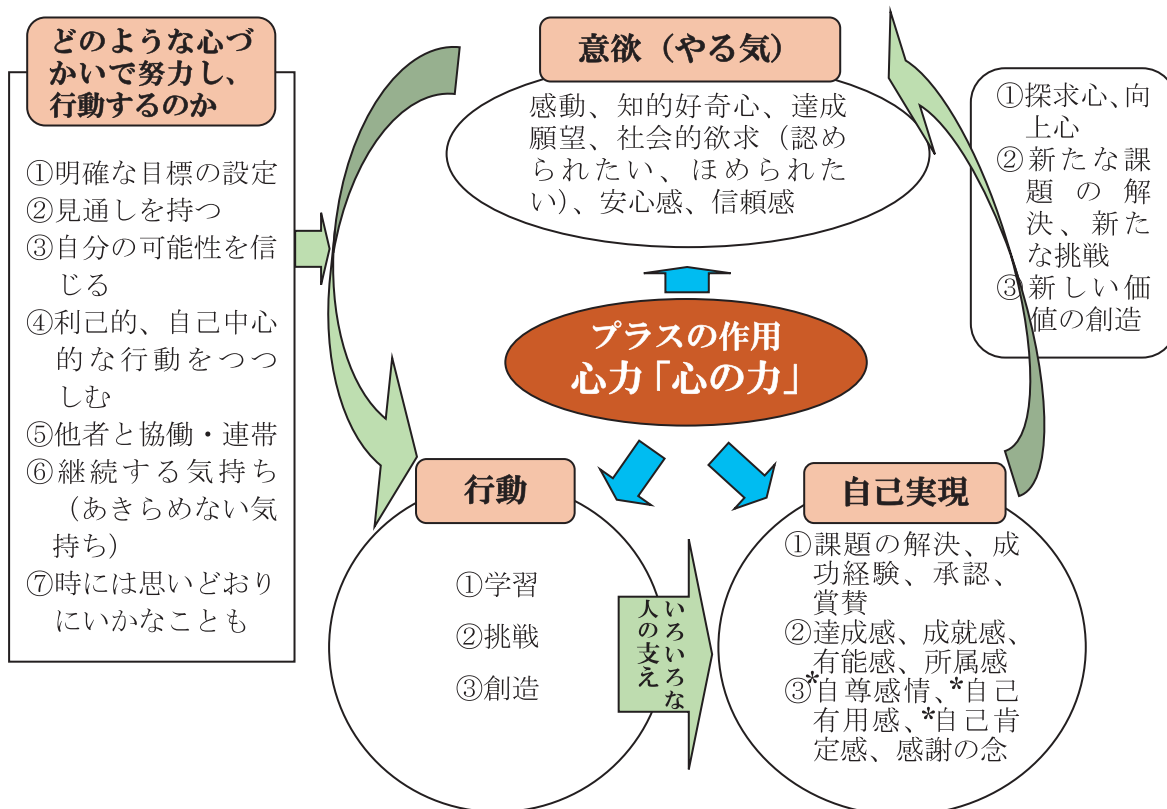 どのような心づ
かいで努力し、
行動するのか
①明確な目標の設定
②見通しを持つ
③自分の可能性を信
じる
④利己的、自己中心
的な行動をつつ
しむ
⑤他者と協働・連帯
⑥継続する気持ち
（あきらめない気
持ち）
⑦時には思いどおり
にいかなことも
意欲（やる気）
感動、知的好奇心、達成
願望、社会的欲求（認め
られたい、ほめられた
い）、安心感、信頼感
①探求心、向
上心
②新たな課
題の解
決、新た
な挑戦
③新しい価
値の創造
プラスの作用
心力「心の力」
行動
①学習
②挑戦
③創造
いろいろな
人の支え
自己実現
①課題の解決、成
功経験、承認、
賞賛
②達成感、成就感、
有能感、所属感
③*自尊感情、*自己
有用感、*自己肯
定感、感謝の念